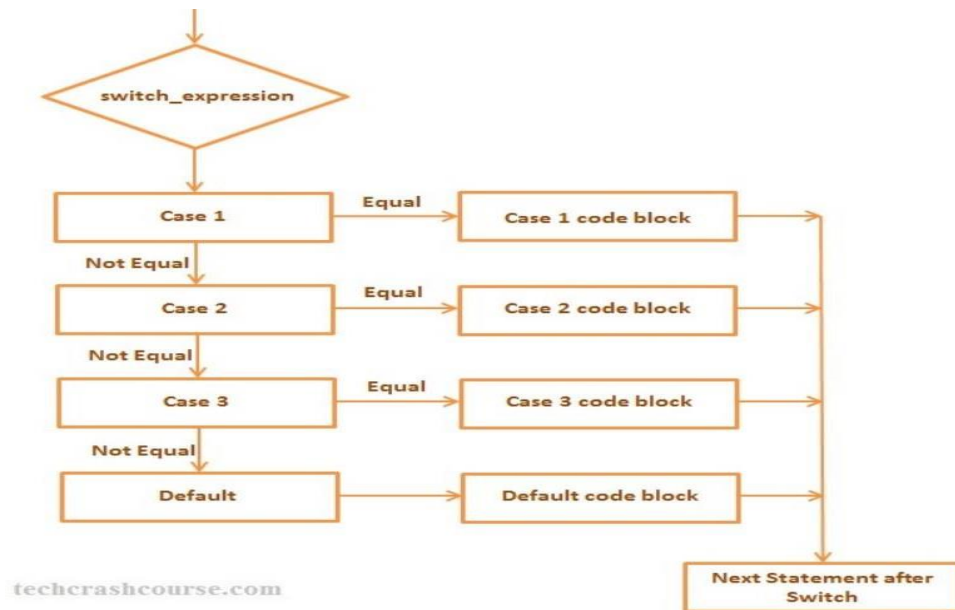 switch_expression
Case 1
Equal
Case 1 code block
Not Equal
Case 2
Equal
Case 2 code block
Not Equal
Case 3
Equal
Case 3 code block
Not Equal
Default
Default code block
Next Statement after
Switch
techcrashcourse.com